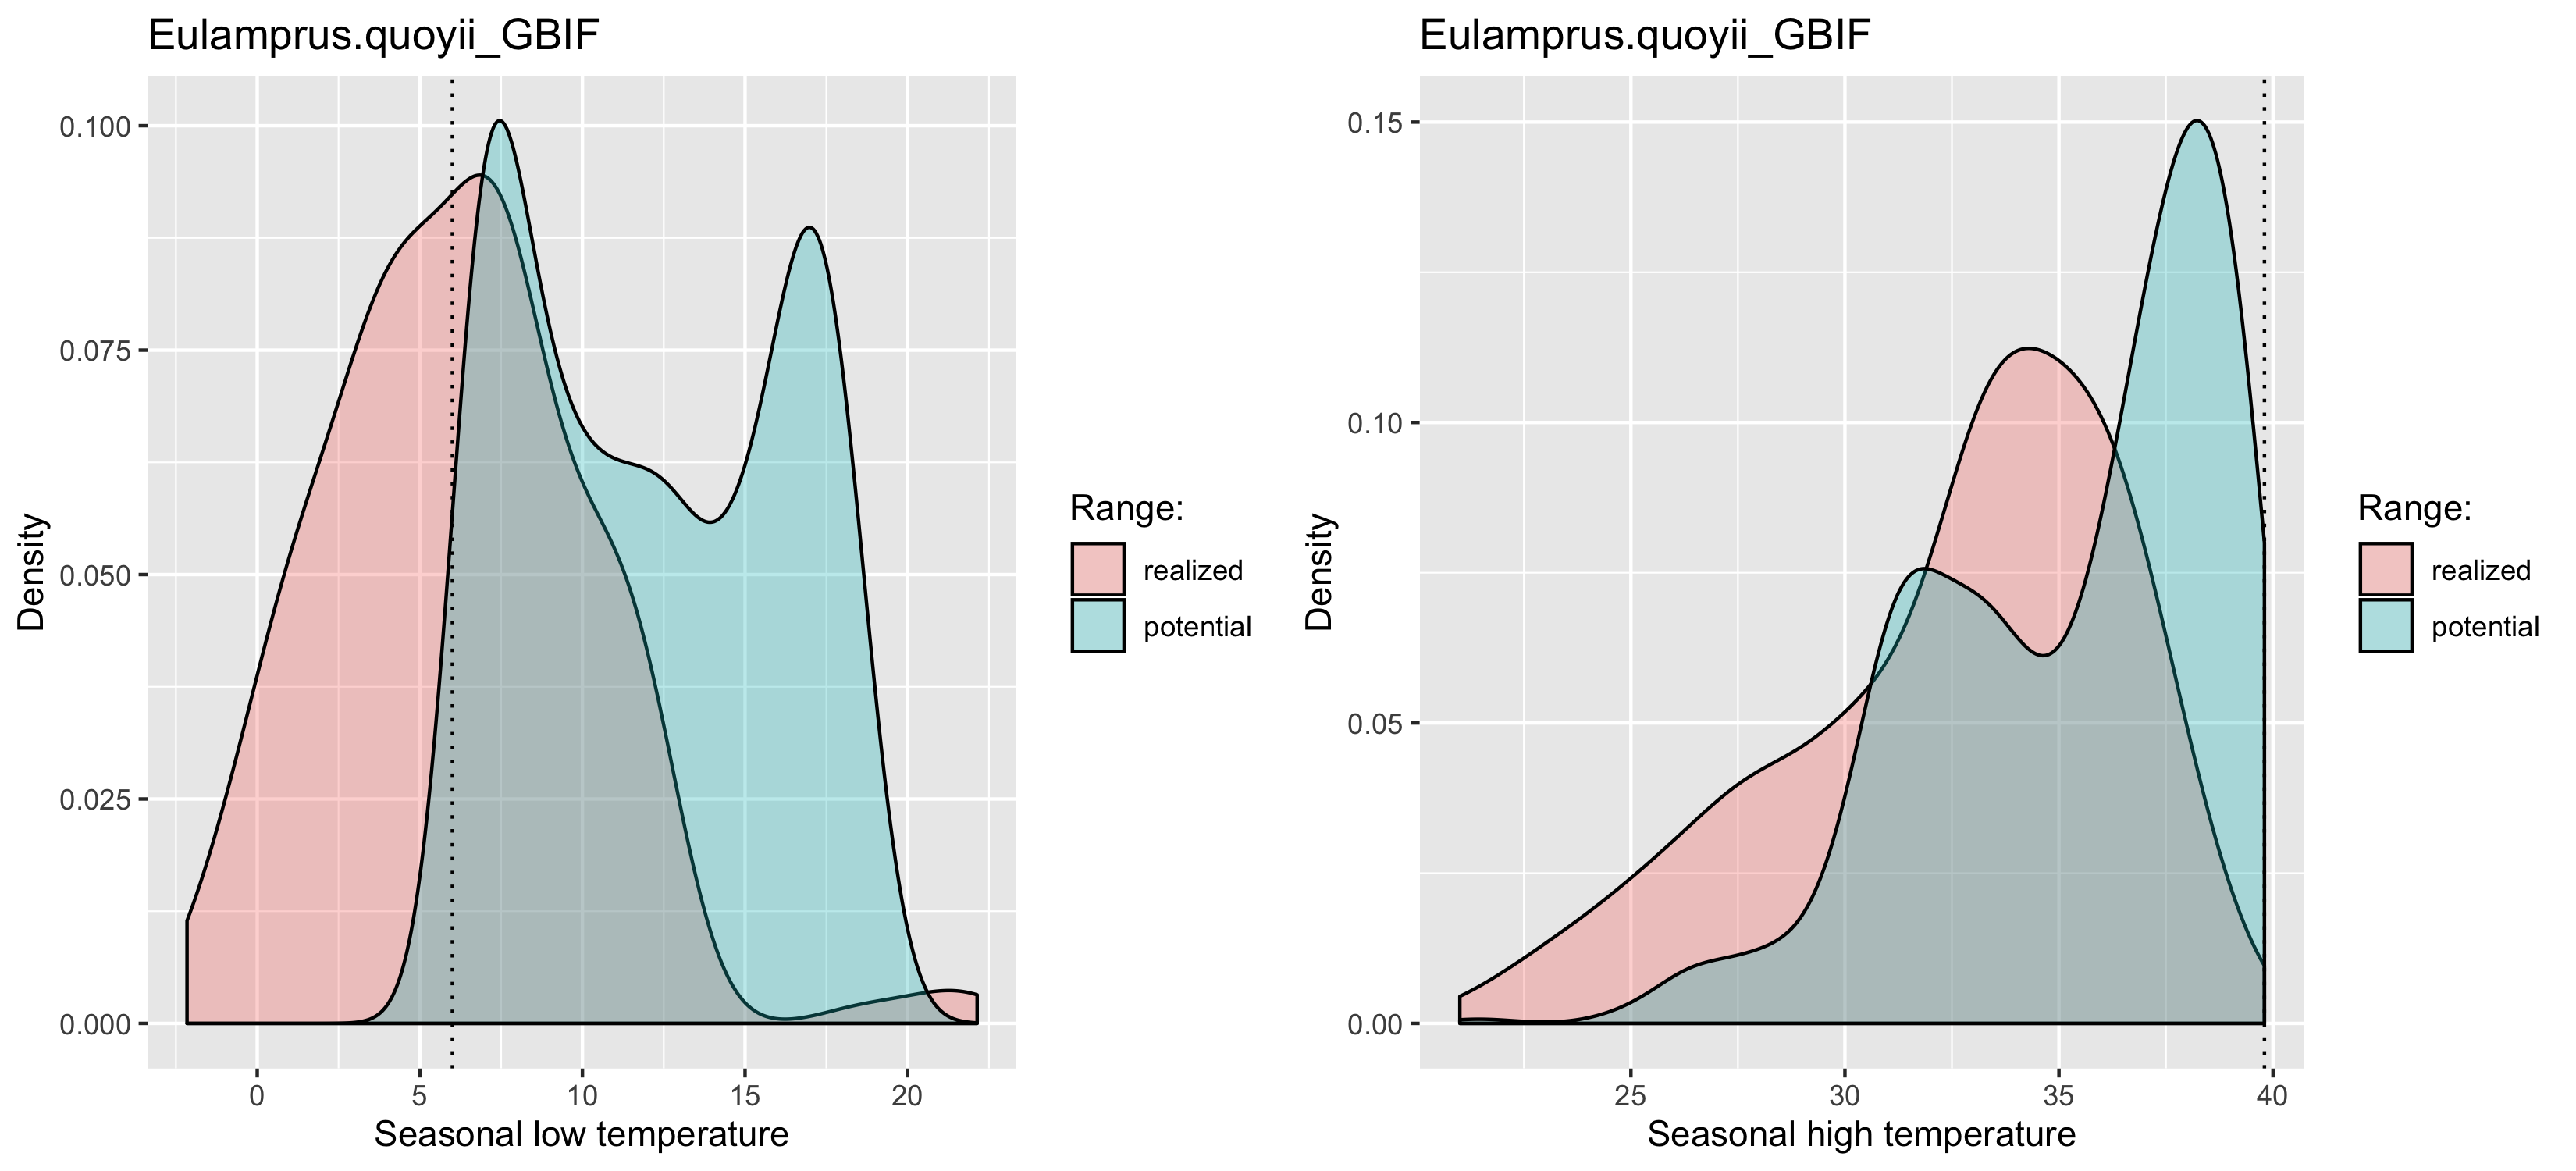 Eulamprus.quoyii_GBIF
Density
0.100
0.075
0.050
0.025
0.000
0 5 10 15 20
Seasonal low temperature
Range:
realized
potential
Eulamprus.quoyii_GBIF
Density
0.15
0.10
0.05
0.00
25 30 35 40
Seasonal high temperature
Range:
realized
potential